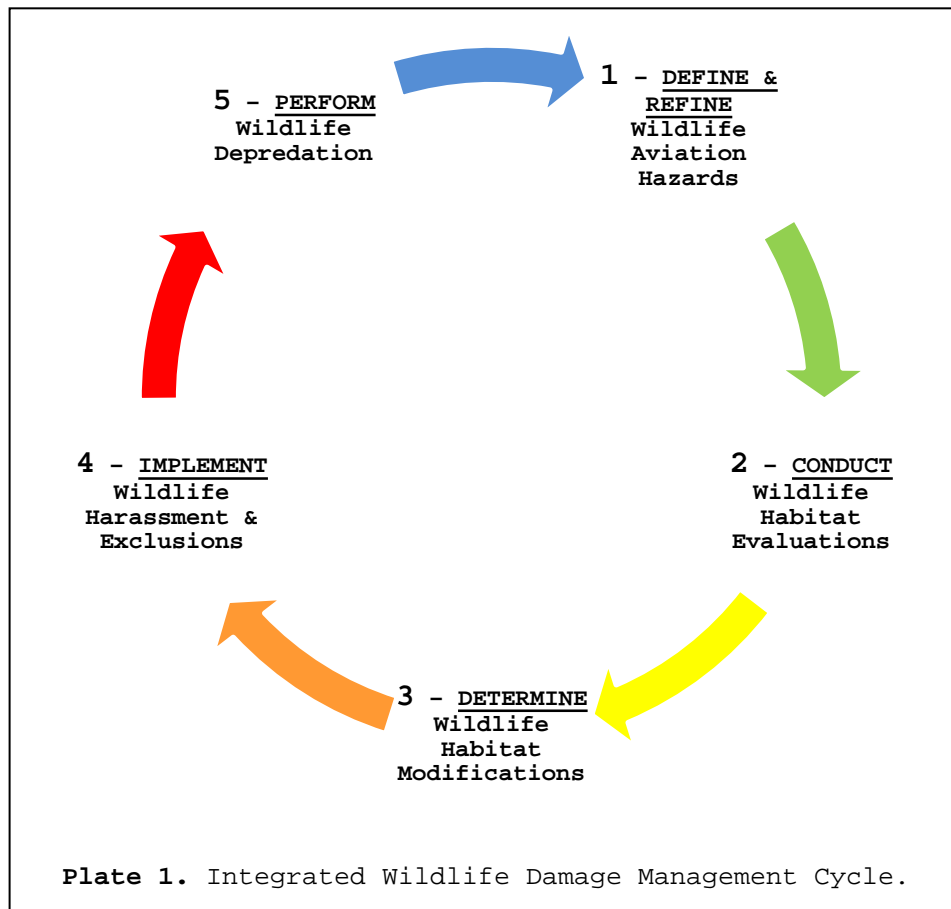 1 – DEFINE &
REFINE
Wildlife
Aviation
Hazards
2 – CONDUCT
Wildlife
Habitat
Evaluations
3 – DETERMINE
Wildlife
Habitat
Modifications
4 – IMPLEMENT
Wildlife
Harassment &
Exclusions
5 – PERFORM
Wildlife
Depredation
Plate 1. Integrated Wildlife Damage Management Cycle.